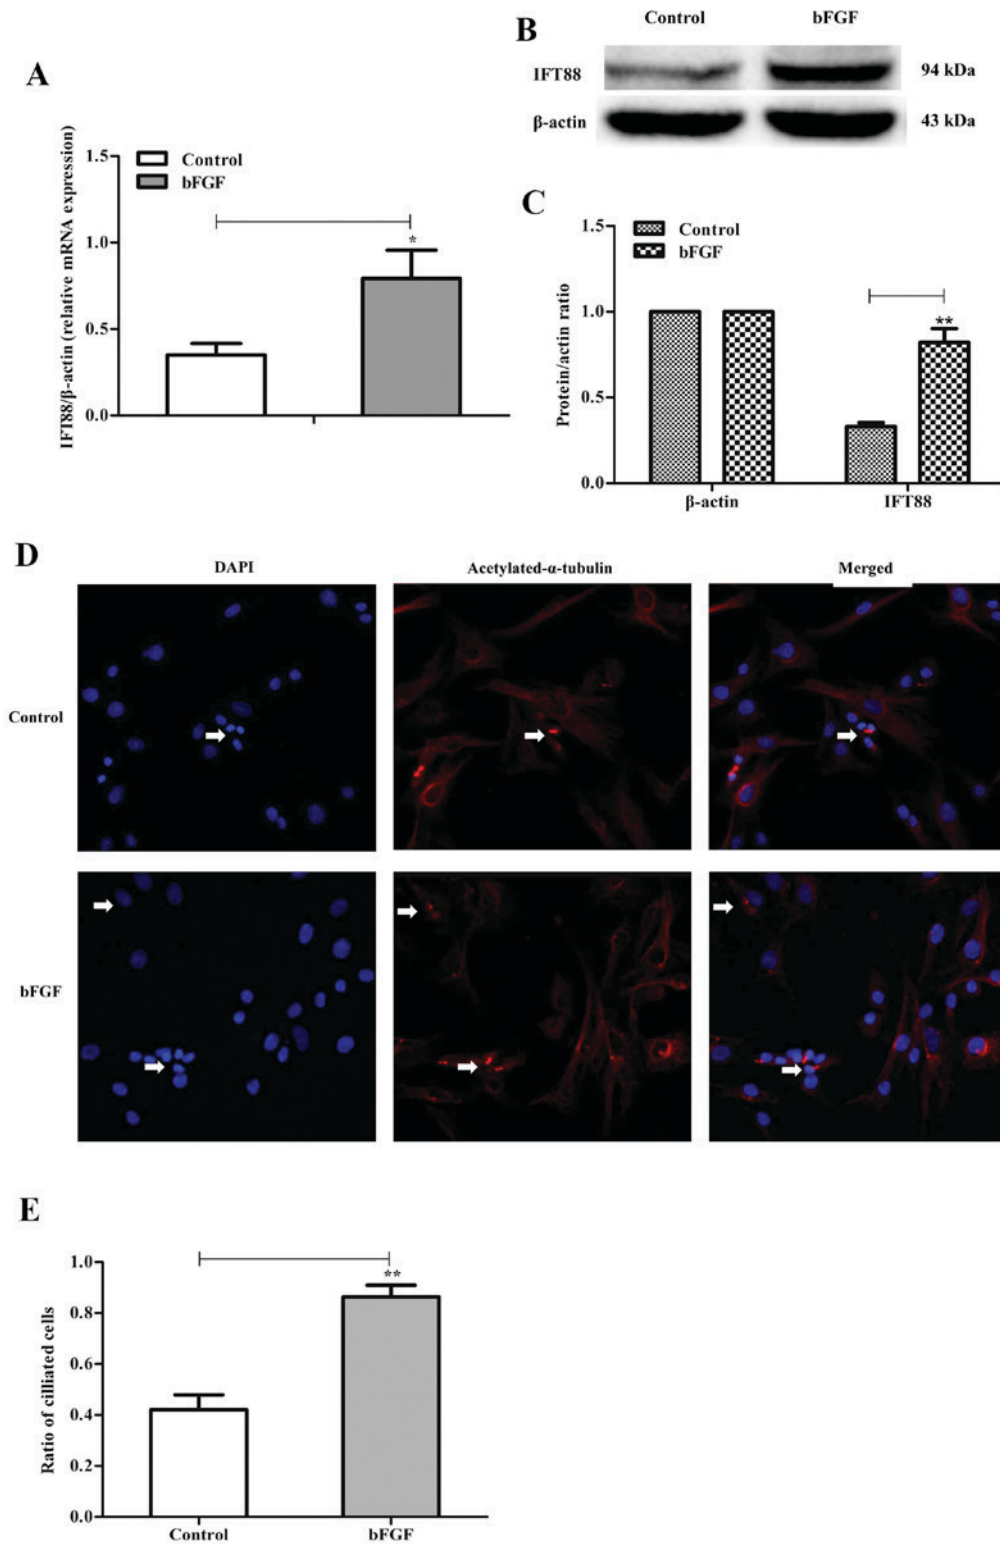 A
IFT88/β-actin (relative mRNA expression)
1.5
1.0
0.5
0.0
Control
bFGF
*
B
Control
bFGF
IFT88
94 kDa
β-actin
43 kDa
C
Protein/actin ratio
1.5
1.0
0.5
0.0
Control
bFGF
**
β-actin
IFT88
D
DAPI
Acetylated-α-tubulin
Merged
Control
bFGF
E
Ratio of cilliated cells
1.0
0.8
0.6
0.4
0.2
0.0
**
Control
bFGF